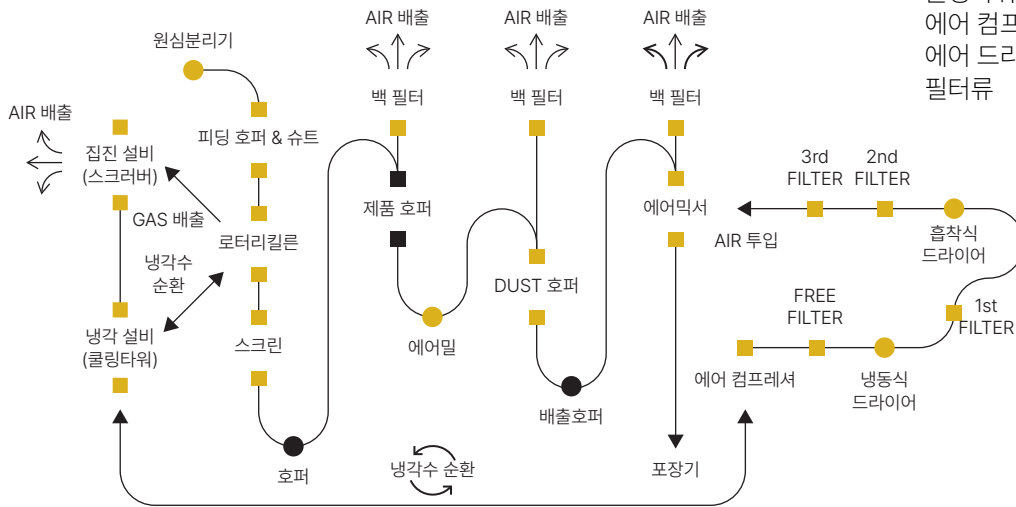 AIR 배출
AIR 배출
AIR 배출
에어 컴프
에어 드라
필터류
원심분리기
백 필터
백 필터
백 필터
AIR 배출
피딩 호퍼 & 슈트
집진 설비
(스크러버)
3rd
FILTER
2nd
FILTER
제품 호퍼
에어믹서
GAS 배출
로터리킬른
AIR 투입
흡착식
드라이어
냉각수
순환
DUST 호퍼
FREE
FILTER
1st
FILTER
냉각 설비
(쿨링타워)
스크린
에어밀
에어 컴프레셔
냉동식
드라이어
배출호퍼
호퍼
냉각수 순환
포장기